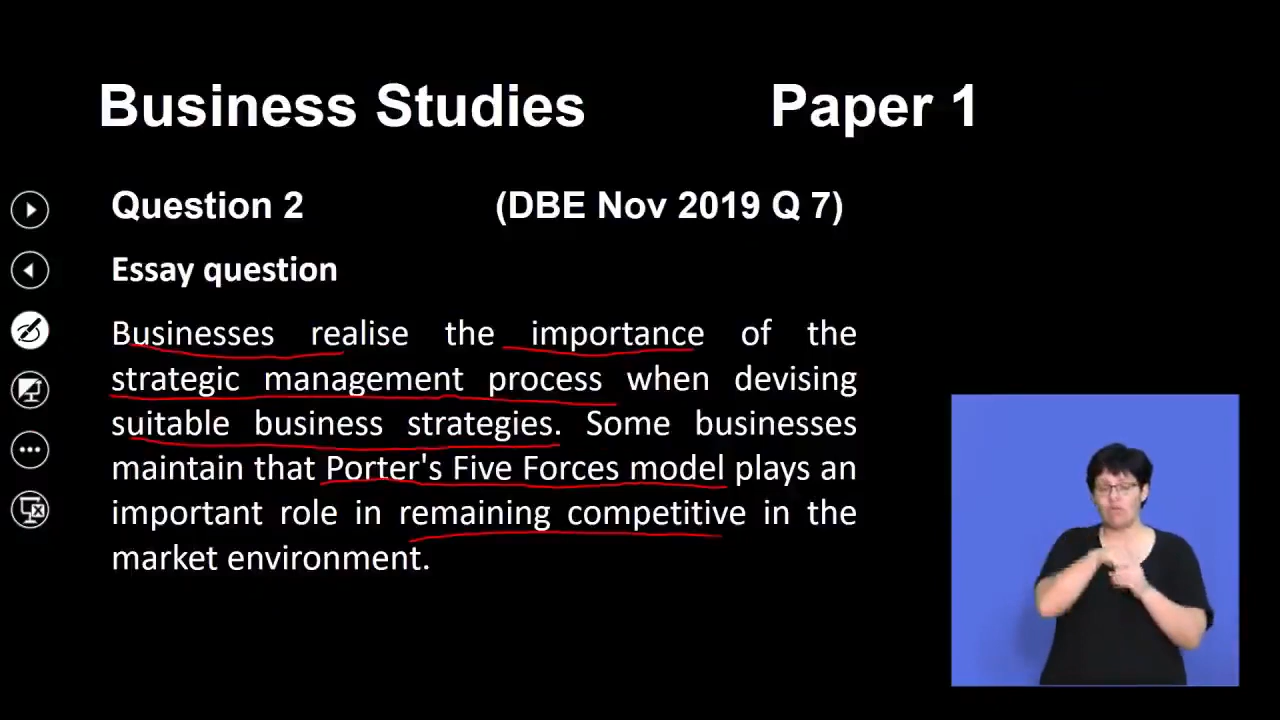 Business Studies Paper 1
Question 2 (DBE Nov 2019 Q 7)
Essay question
Businesses realise the importance of the
strategic management process when devising
suitable business strategies. Some businesses
maintain that Porter's Five Forces model plays an
important role in remaining competitive in the
market environment.